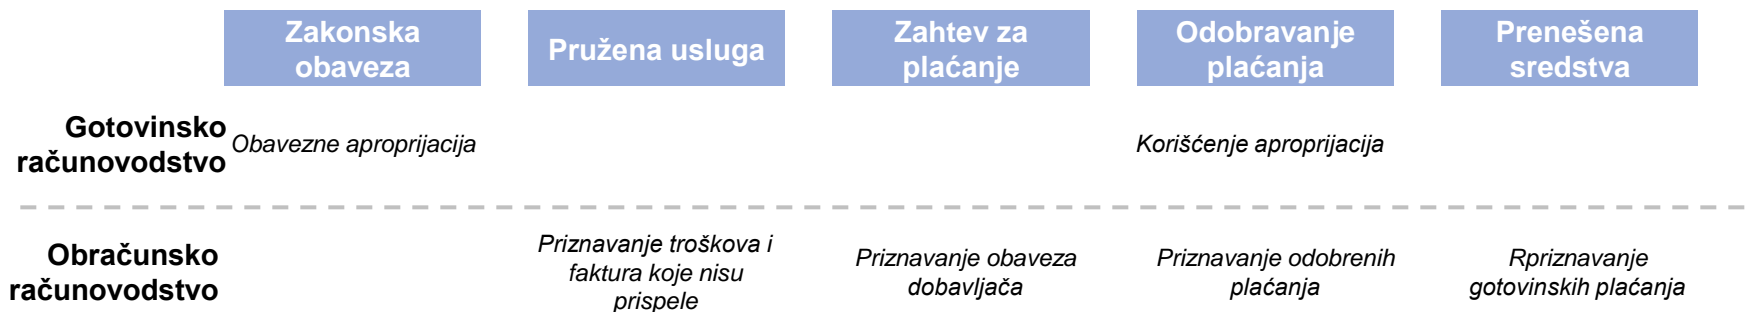 Zakonska
obaveza
Pružena usluga
Zahtev za
plaćanje
Odobravanje
plaćanja
Prenešena
sredstva
Gotovinsko
računovodstvo
Obavezne aproprijacija
Korišćenje aproprijacija
Obračunsko
računovodstvo
Priznavanje troškova i
faktura koje nisu
prispele
Priznavanje obaveza
dobavljača
Priznavanje odobrenih
plaćanja
Rpriznavanje
gotovinskih plaćanja